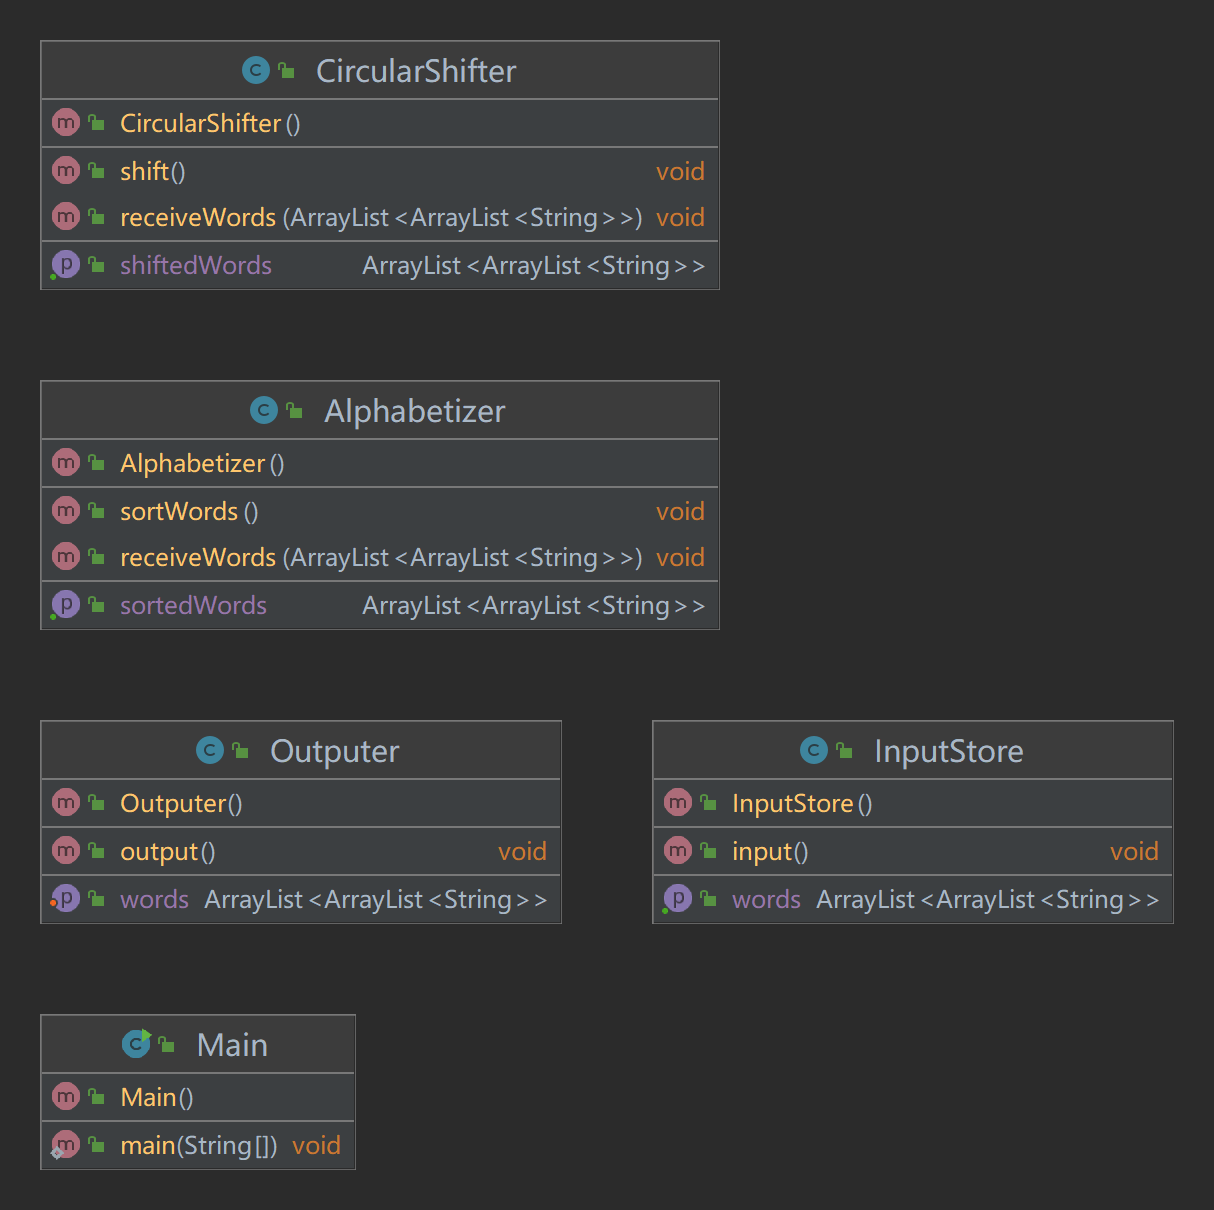 CircularShifter
CircularShifter()
shift() void
receiveWords(ArrayList<ArrayList<String>>) void
shiftedWords ArrayList<ArrayList<String>>
Alphabetizer
Alphabetizer()
sortWords() void
receiveWords(ArrayList<ArrayList<String>>) void
sortedWords ArrayList<ArrayList<String>>
Outputer
Outputer()
output() void
words ArrayList<ArrayList<String>>
InputStore
InputStore()
input() void
words ArrayList<ArrayList<String>>
Main
Main()
main(String[]) void